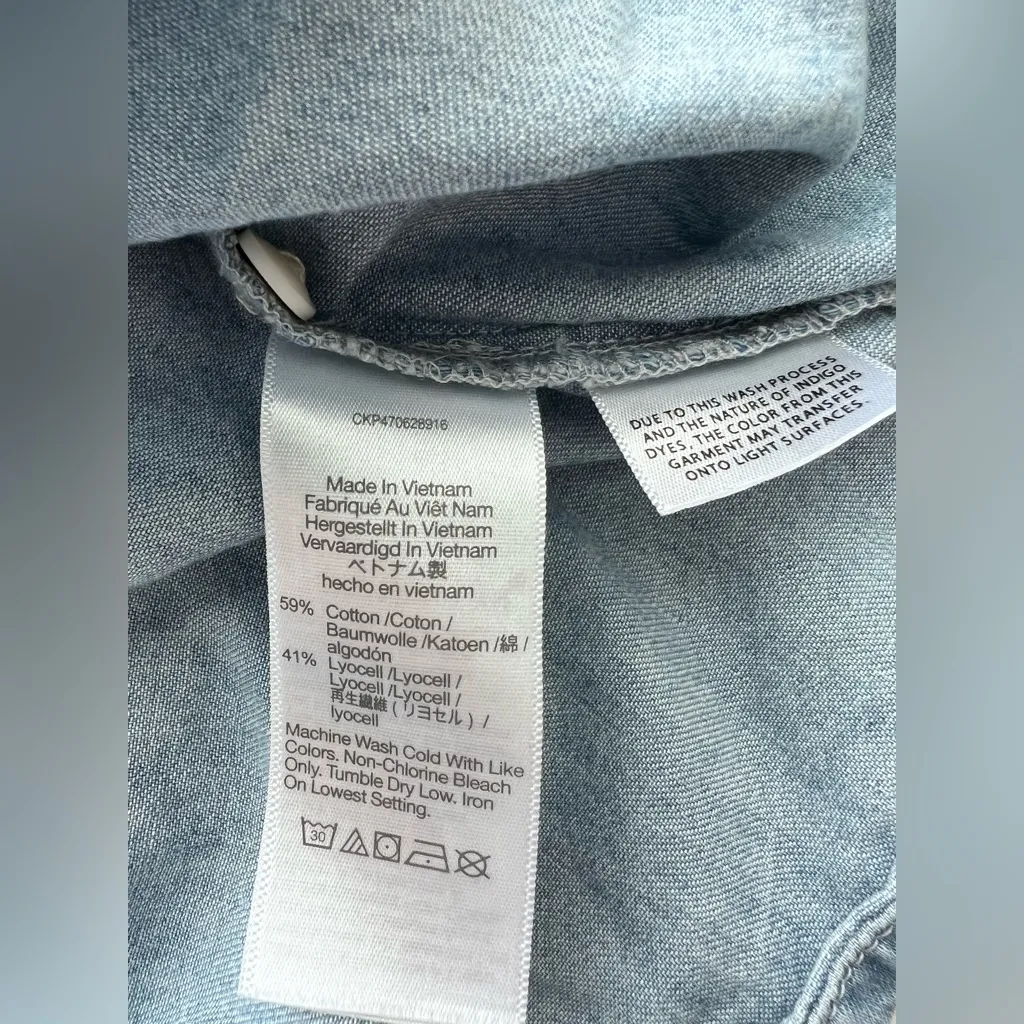 CKP470628916
Made In Vietnam
Fabriqué Au Viêt Nam
Hergestellt In Vietnam
Vervaardigd In Vietnam
ベトナム製
hecho en vietnam
59% Cotton /Coton /
Baumwolle /Katoen /綿 /
algodón
41% Lyocell /Lyocell /
Lyocell /Lyocell /
再生繊維 ( リヨセル ) /
lyocell
Machine Wash Cold With Like
Colors. Non-Chlorine Bleach
Only. Tumble Dry Low. Iron
On Lowest Setting.
30
DUE TO THIS WASH PROCESS
AND THE NATURE OF INDIGO
DYES, THE COLOR FROM THIS
GARMENT MAY TRANSFER
ONTO LIGHT SURFACES.